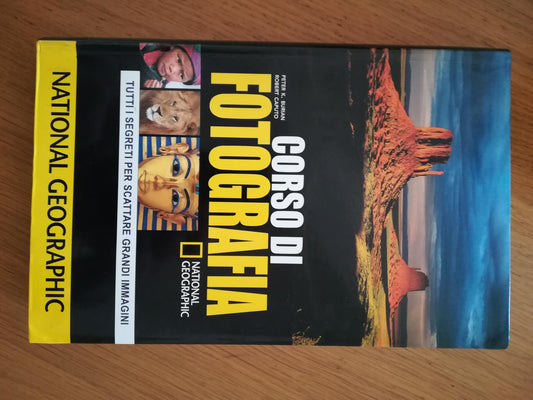 PETER K. BURIAN
ROBERT CAPUTO
CORSO DI
FOTOGRAFIA
NATIONAL
GEOGRAPHIC
TUTTI I SEGRETI PER SCATTARE GRANDI IMMAGINI
NATIONAL GEOGRAPHIC